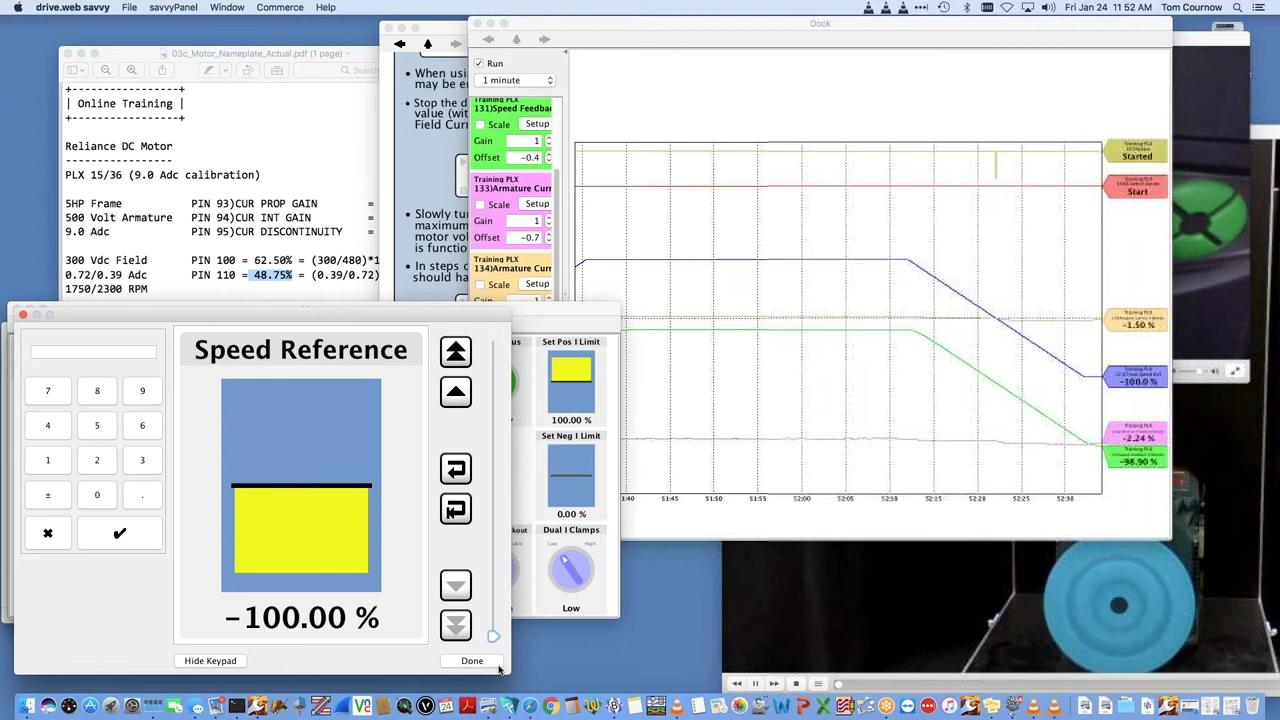 drive.web savvy File savvyPanel Window Commerce Help
Fri Jan 24 11:52 AM Tom Cournow
Dock
03c_Motor_Nameplate_Actual.pdf (1 page)
Search
+-----------------+
| Online Training |
+-----------------+
Reliance DC Motor
-----------------
PLX 15/36 (9.0 Adc calibration)
5HP Frame PIN 93)CUR PROP GAIN =
500 Volt Armature PIN 94)CUR INT GAIN =
9.0 Adc PIN 95)CUR DISCONTINUITY =
300 Vdc Field PIN 100 = 62.50% = (300/480)*1
0.72/0.39 Adc PIN 110 = 48.75% = (0.39/0.72)
1750/2300 RPM
• When usi
may be e
• Stop the d
value (wit
Field Curr
• Slowly tu
maximum
motor vol
is functio
• In steps o
should ha
Run
1 minute
Training PLX
131)Speed Feedba
Scale Setup
Gain 1
Offset -0.4
Training PLX
133)Armature Curr
Scale Setup
Gain 1
Offset -0.7
Training PLX
134)Armature Curr
Scale Setup
Gain 1
Started
Start
-1.50 %
-100.0 %
-2.24 %
-98.90 %
1:40 51:45 51:50 51:55 52:00 52:05 52:10 52:15 52:20 52:25 52:30
Speed Reference
7 8 9
4 5 6
1 2 3
± 0 .
✖ ✔
-100.00 %
Hide Keypad
Done
us
Set Pos I Limit
100.00 %
Set Neg I Limit
0.00 %
Dual I Clamps
Low High
Low